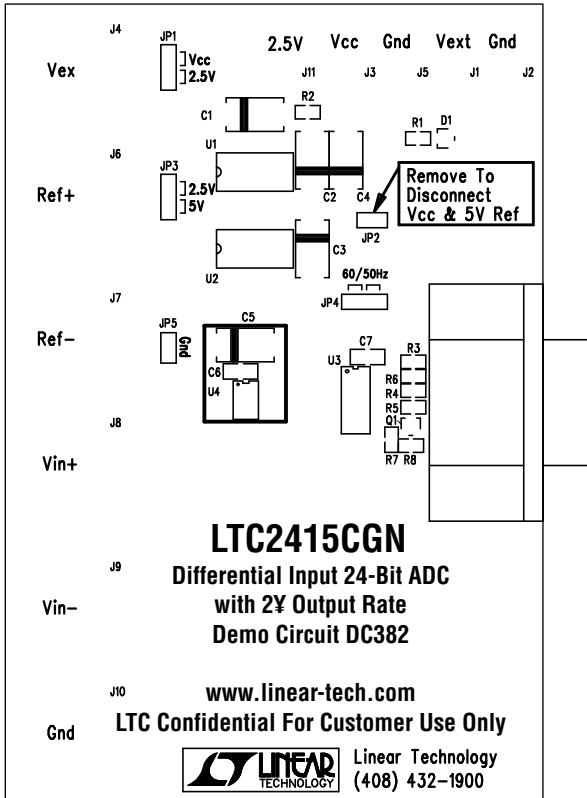 J4
JP1
2.5V Vcc Gnd Vext Gnd
Vex
Vcc
2.5V
J11 J3 J5 J1 J2
C1
R2
R1 D1
J6
U1
JP3
Ref+
2.5V
5V
C2 C4
Remove To
Disconnect
Vcc & 5V Ref
JP2
C3
U2
60/50Hz
JP4
J7
Ref-
JP5
Gnd
C5
C6
U4
U3
C7
R3
R6
R4
R5
Q1
R7 R8
J8
Vin+
LTC2415CGN
Differential Input 24-Bit ADC
with 2¥ Output Rate
Demo Circuit DC382
J9
Vin-
J10
www.linear-tech.com
LTC Confidential For Customer Use Only
Gnd
LINEAR
TECHNOLOGY
Linear Technology
(408) 432-1900